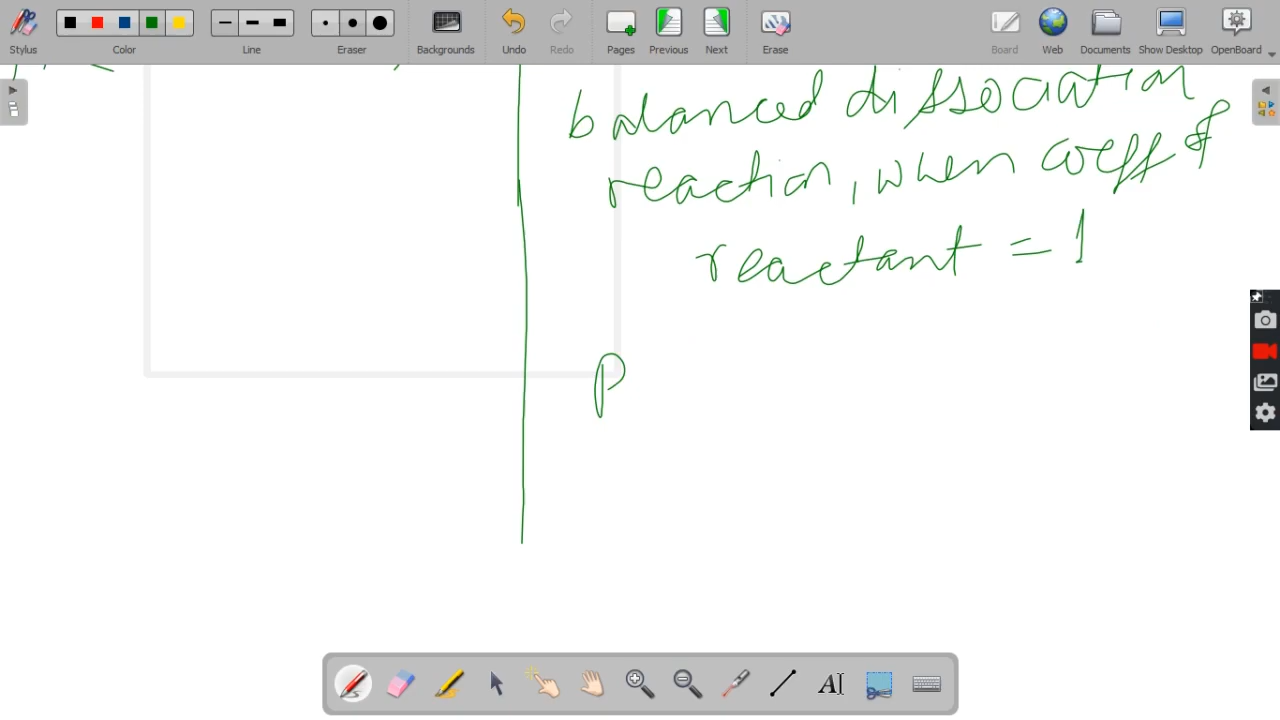 Stylus
Color
Line
Eraser
Backgrounds
Undo
Redo
Pages
Previous
Next
Erase
Board
Web
Documents
Show Desktop
OpenBoard
balanced dissociation
reaction, when coeff of
reactant = 1
P
AI